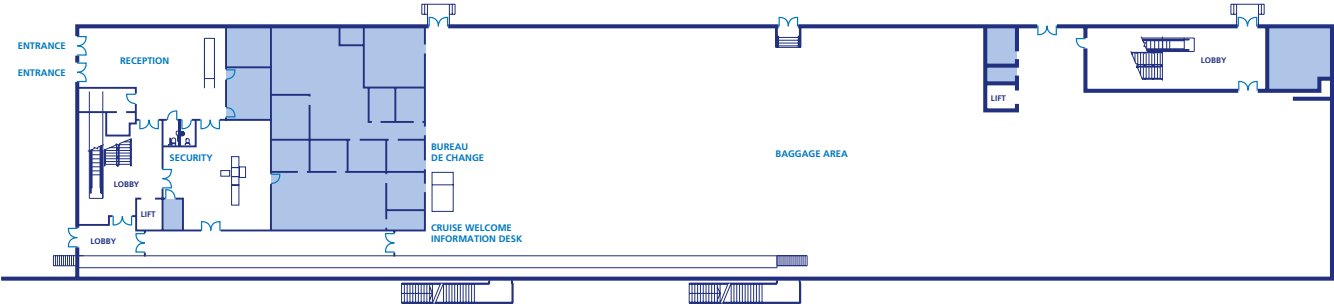 ENTRANCE
ENTRANCE
RECEPTION
SECURITY
LOBBY
LIFT
LOBBY
BUREAU
DE CHANGE
CRUISE WELCOME
INFORMATION DESK
BAGGAGE AREA
LIFT
LOBBY